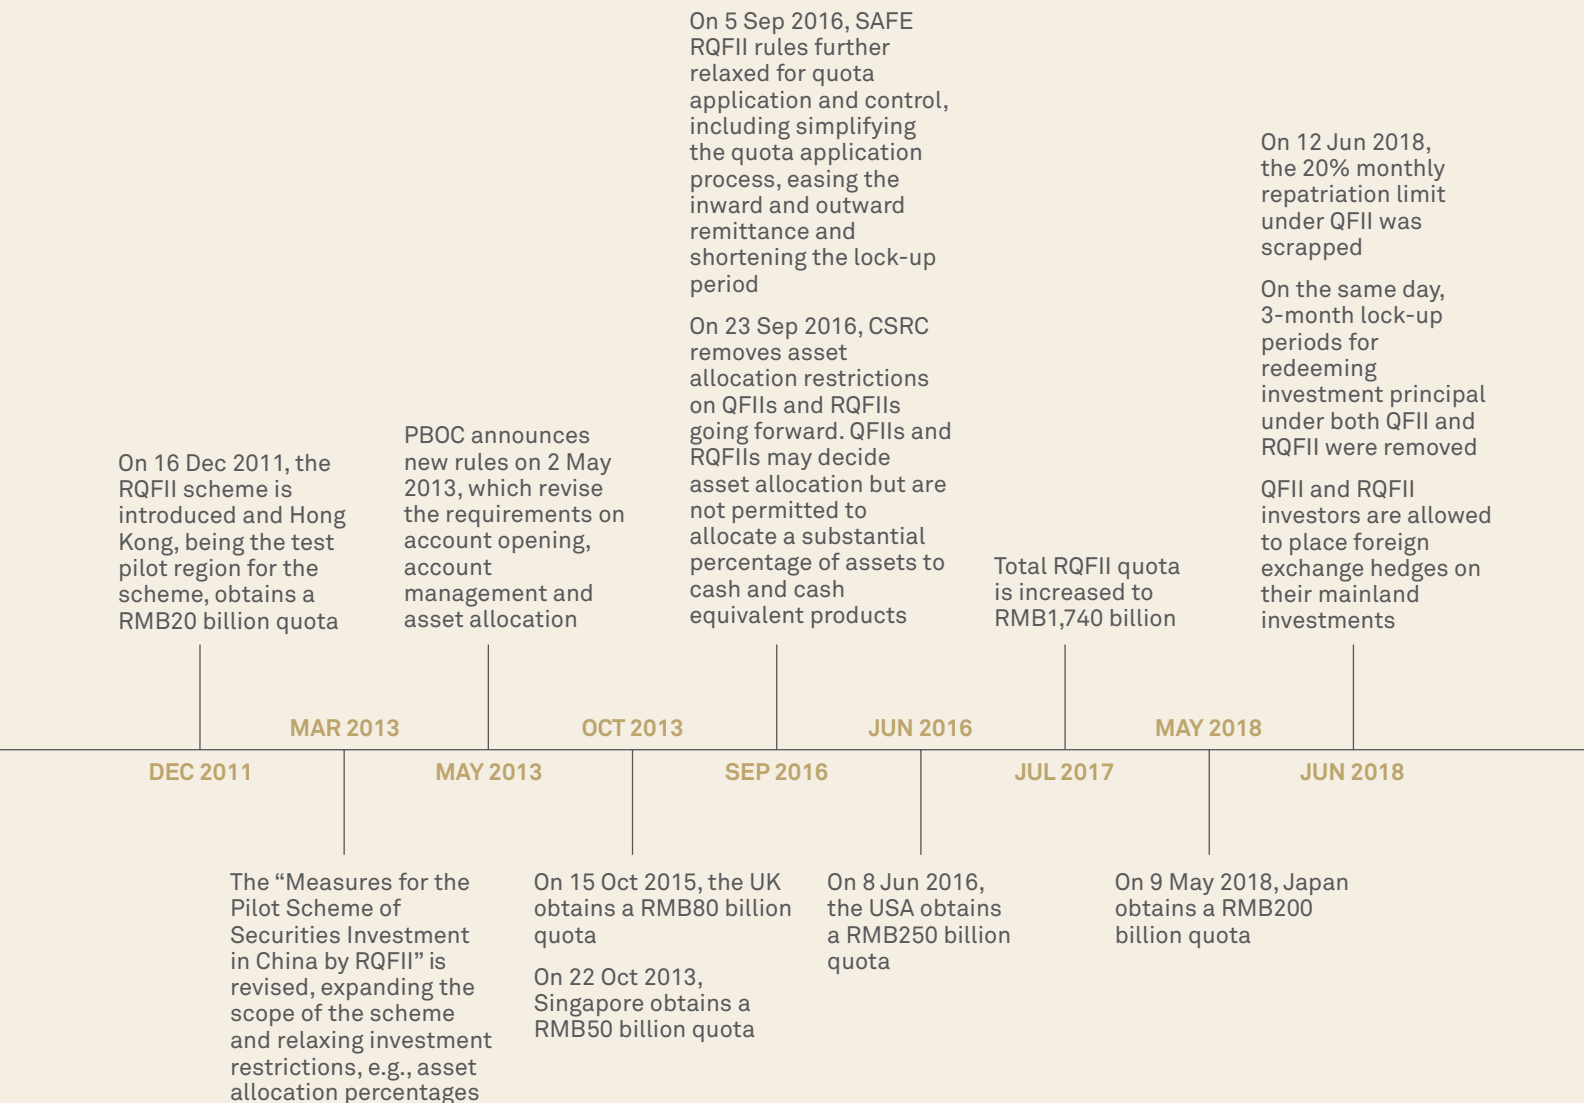 On 16 Dec 2011, the
RQFII scheme is
introduced and Hong
Kong, being the test
pilot region for the
scheme, obtains a
RMB20 billion quota
PBOC announces
new rules on 2 May
2013, which revise
the requirements on
account opening,
account
management and
asset allocation
On 5 Sep 2016, SAFE
RQFII rules further
relaxed for quota
application and control,
including simplifying
the quota application
process, easing the
inward and outward
remittance and
shortening the lock-up
period
On 23 Sep 2016, CSRC
removes asset
allocation restrictions
on QFIIs and RQFIIs
going forward. QFIIs and
RQFIIs may decide
asset allocation but are
not permitted to
allocate a substantial
percentage of assets to
cash and cash
equivalent products
Total RQFII quota
is increased to
RMB1,740 billion
On 12 Jun 2018,
the 20% monthly
repatriation limit
under QFII was
scrapped
On the same day,
3-month lock-up
periods for
redeeming
investment principal
under both QFII and
RQFII were removed
QFII and RQFII
investors are allowed
to place foreign
exchange hedges on
their mainland
investments
MAR 2013
OCT 2013
JUN 2016
MAY 2018
DEC 2011
MAY 2013
SEP 2016
JUL 2017
JUN 2018
The “Measures for the
Pilot Scheme of
Securities Investment
in China by RQFII” is
revised, expanding the
scope of the scheme
and relaxing investment
restrictions, e.g., asset
allocation percentages
On 15 Oct 2015, the UK
obtains a RMB80 billion
quota
On 22 Oct 2013,
Singapore obtains a
RMB50 billion quota
On 8 Jun 2016,
the USA obtains
a RMB250 billion
quota
On 9 May 2018, Japan
obtains a RMB200
billion quota